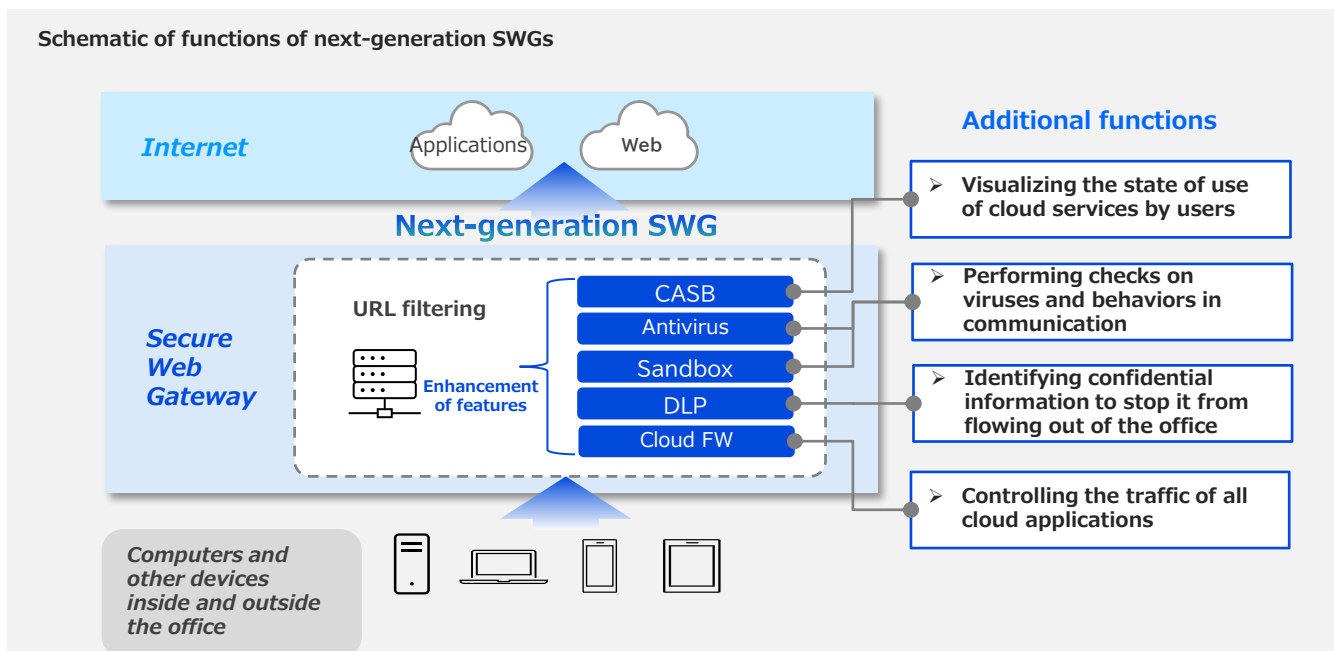 Schematic of functions of next-generation SWGs
Internet
Applications
Web
Additional functions
➢ Visualizing the state of use
of cloud services by users
Next-generation SWG
Secure
Web
Gateway
URL filtering
Enhancement
of features
CASB
Antivirus
Sandbox
DLP
Cloud FW
➢ Performing checks on
viruses and behaviors in
communication
➢ Identifying confidential
information to stop it from
flowing out of the office
➢ Controlling the traffic of all
cloud applications
Computers and
other devices
inside and outside
the office